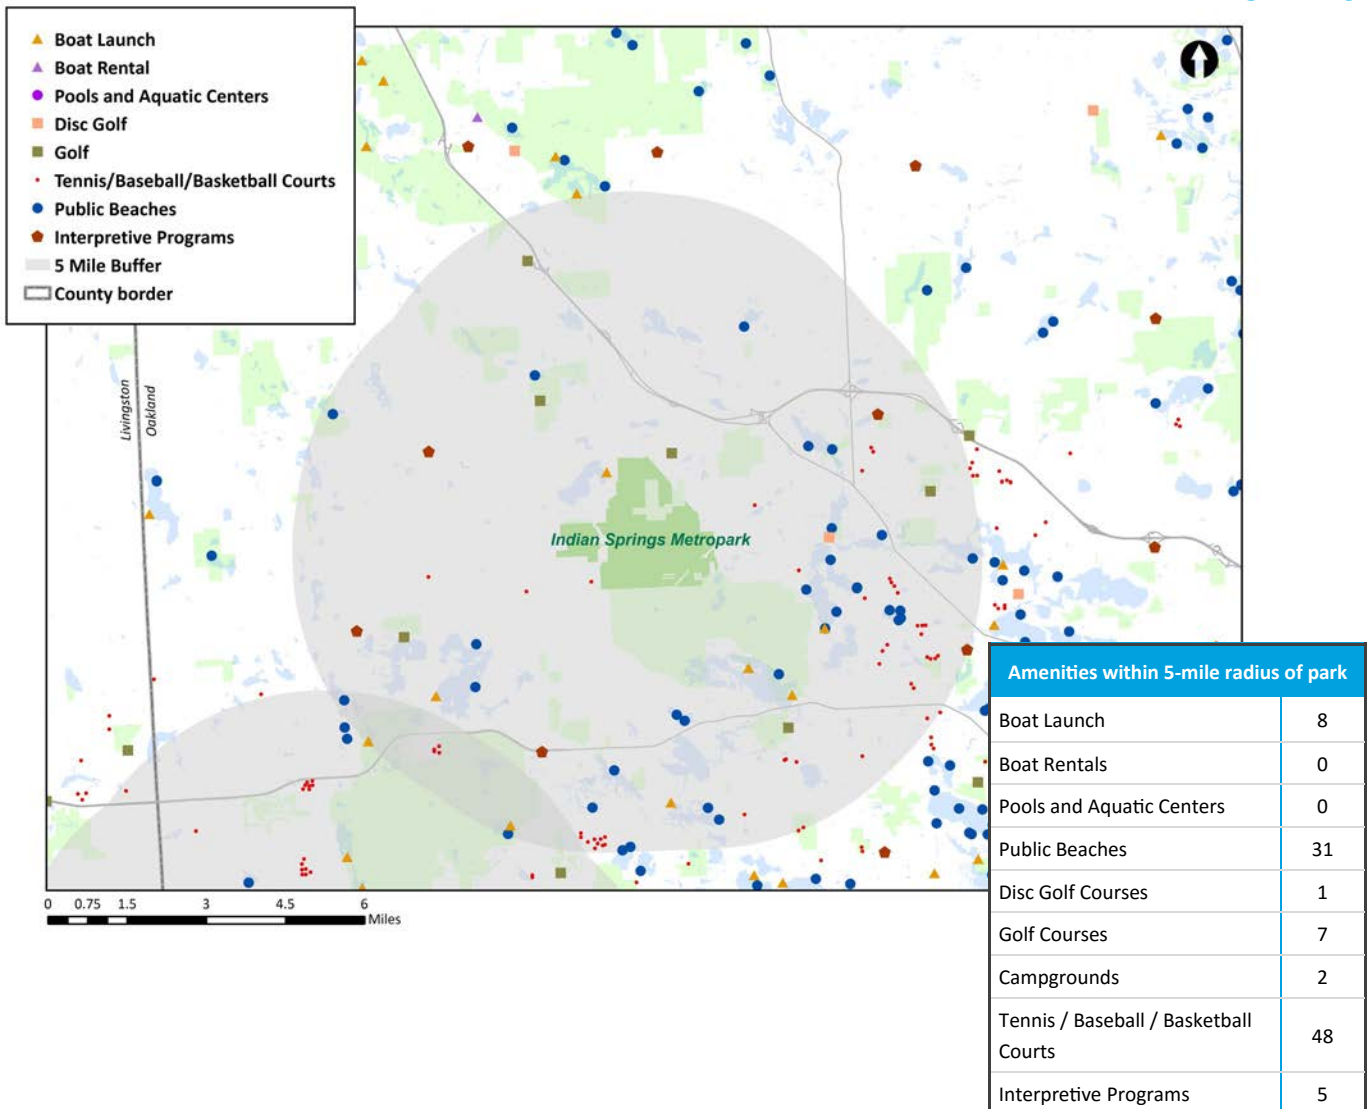 Boat Launch
Boat Rental
Pools and Aquatic Centers
Disc Golf
Golf
Tennis/Baseball/Basketball Courts
Public Beaches
Interpretive Programs
5 Mile Buffer
County border
Livingston
Oakland
Indian Springs Metropark
0 0.75 1.5 3 4.5 6
Miles
Amenities within 5-mile radius of park
Boat Launch 8
Boat Rentals 0
Pools and Aquatic Centers 0
Public Beaches 31
Disc Golf Courses 1
Golf Courses 7
Campgrounds 2
Tennis / Baseball / Basketball
Courts 48
Interpretive Programs 5